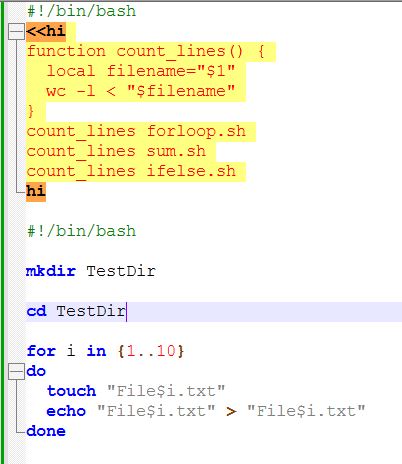 #!/bin/bash
<<hi
function count_lines() {
  local filename="$1"
  wc -l < "$filename"
}
count_lines forloop.sh
count_lines sum.sh
count_lines ifelse.sh
hi
#!/bin/bash
mkdir TestDir
cd TestDir
for i in {1..10}
do
  touch "File$i.txt"
  echo "File$i.txt" > "File$i.txt"
done